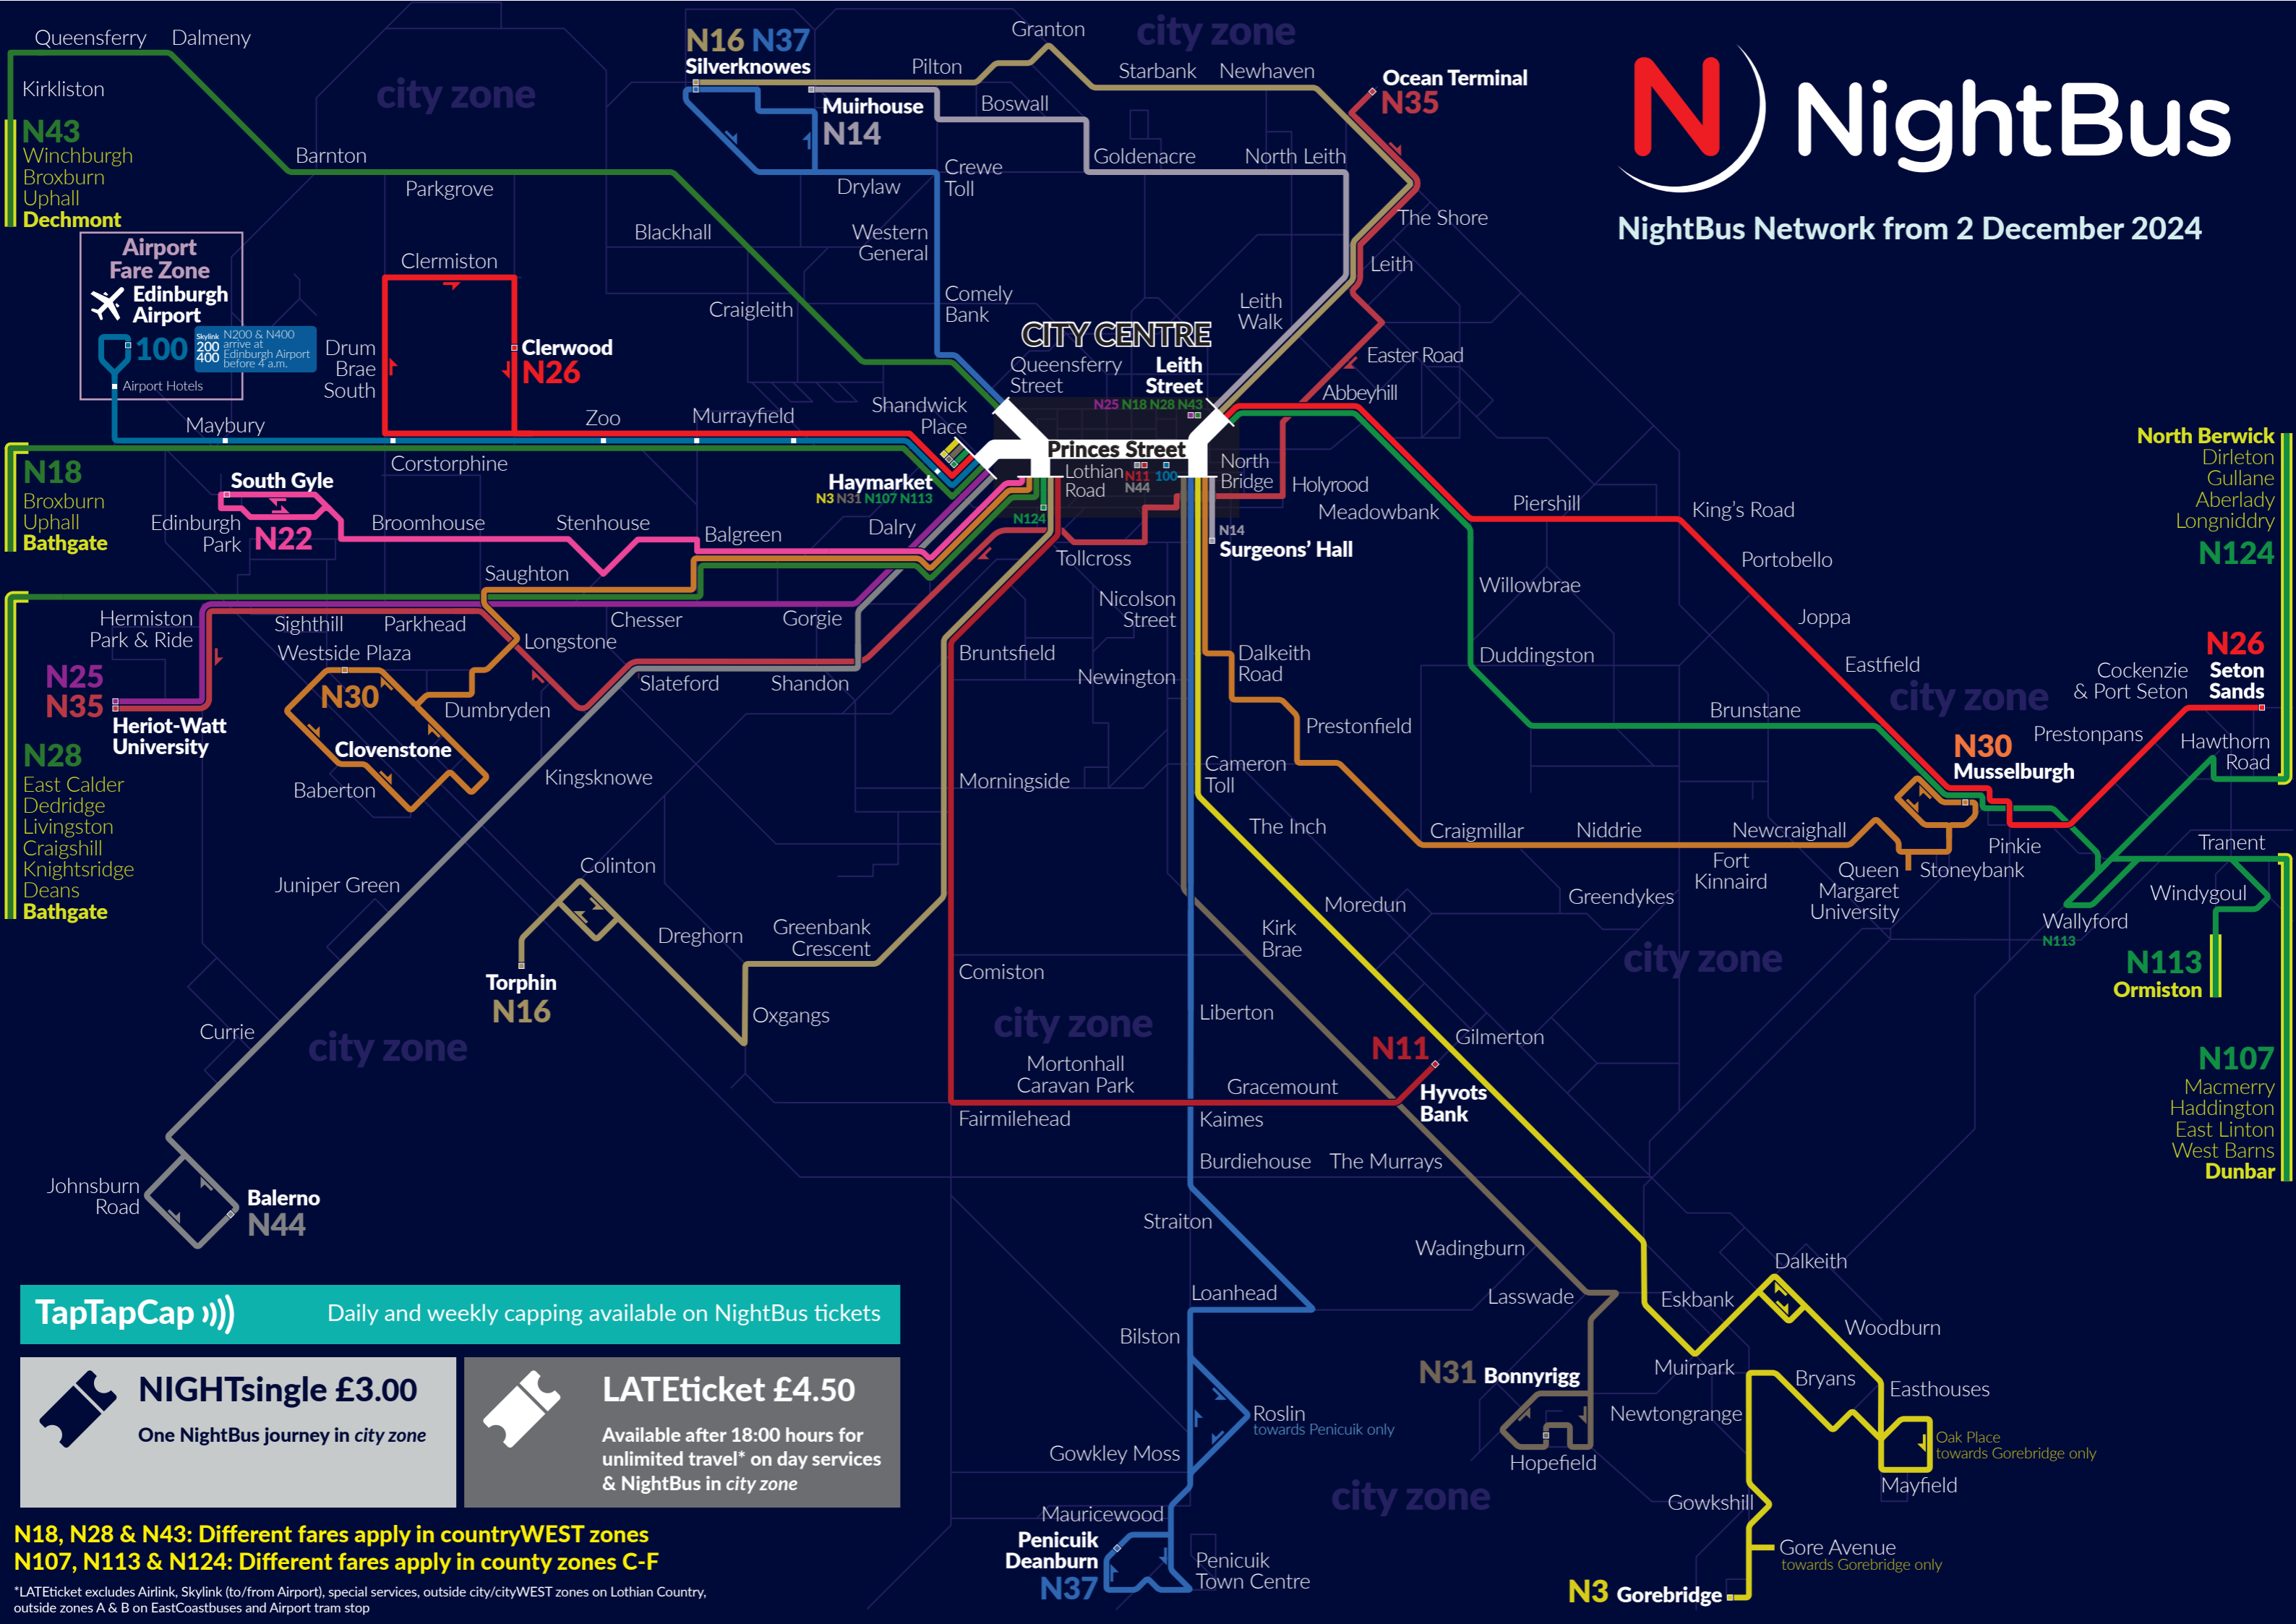 Queensferry
Dalmeny
Kirkliston
N43
Winchburgh
Broxburn
Uphall
Dechmont
Barnton
Parkgrove
Blackhall
Craigleith
city zone
N16 N37
Silverknowes
Pilton
Granton
city zone
Starbank
Newhaven
Muirhouse
N14
Boswall
Goldenacre
North Leith
Drylaw
Crewe
Toll
Western
General
Comely
Bank
Ocean Terminal
N35
The Shore
Leith
Leith
Walk
Easter Road
Abbeyhill
N NightBus
NightBus Network from 2 December 2024
Airport
Fare Zone
Edinburgh
Airport
100
Skylink
200
400
N200 & N400
arrive at
Edinburgh Airport
before 4 a.m.
Airport Hotels
Maybury
Clermiston
Drum
Brae
South
Clerwood
N26
Corstorphine
Zoo
Murrayfield
CITY CENTRE
Queensferry
Street
Leith
Street
N25 N18 N28 N43
Shandwick
Place
Princes Street
Haymarket
N3 N31 N107 N113
Lothian
Road
N11 100
N44
North
Bridge
N124
N14
Surgeons' Hall
Holyrood
Meadowbank
Tollcross
Dalry
N18
Broxburn
Uphall
Bathgate
South Gyle
Edinburgh
Park
N22
Broomhouse
Stenhouse
Balgreen
Saughton
Hermiston
Park & Ride
Sighthill
Parkhead
Chesser
Gorgie
N25
N35
Heriot-Watt
University
Westside Plaza
N30
Longstone
Dumbryden
Clovenstone
Baberton
Slateford
Shandon
Kingsknowe
N28
East Calder
Dedridge
Livingston
Craigshill
Knightsridge
Deans
Bathgate
Juniper Green
Currie
city zone
Johnsburn
Road
Balerno
N44
Colinton
Torphin
N16
Dreghorn
Greenbank
Crescent
Oxgangs
Bruntsfield
Morningside
Comiston
city zone
Mortonhall
Caravan Park
Fairmilehead
Nicolson
Street
Newington
Cameron
Toll
The Inch
Dalkeith
Road
Prestonfield
Moredun
Kirk
Brae
Liberton
Gilmerton
N11
Hyvots
Bank
Gracemount
Kaimes
Burdiehouse
The Murrays
Straiton
Loanhead
Bilston
Roslin
towards Penicuik only
Gowkley Moss
Mauricewood
Penicuik
Deanburn
N37
Penicuik
Town Centre
Wadingburn
Lasswade
N31 Bonnyrigg
Hopefield
city zone
Eskbank
Dalkeith
Woodburn
Muirpark
Bryans
Easthouses
Newtongrange
Oak Place
towards Gorebridge only
Mayfield
Gowkshill
Gore Avenue
towards Gorebridge only
N3 Gorebridge
Piershill
King's Road
Portobello
Joppa
Eastfield
Willowbrae
Duddingston
Brunstane
city zone
Craigmillar
Niddrie
Newcraighall
Fort
Kinnaird
Greendykes
city zone
Queen
Margaret
University
Stoneybank
N30
Musselburgh
Pinkie
Prestonpans
Cockenzie
& Port Seton
N26
Seton
Sands
Hawthorn
Road
North Berwick
Dirleton
Gullane
Aberlady
Longniddry
N124
Tranent
Windygoul
Wallyford
N113
N113
Ormiston
N107
Macmerry
Haddington
East Linton
West Barns
Dunbar
TapTapCap
Daily and weekly capping available on NightBus tickets
NIGHTsingle £3.00
One NightBus journey in city zone
LATEticket £4.50
Available after 18:00 hours for
unlimited travel* on day services
& NightBus in city zone
N18, N28 & N43: Different fares apply in countryWEST zones
N107, N113 & N124: Different fares apply in county zones C-F
*LATEticket excludes Airlink, Skylink (to/from Airport), special services, outside city/cityWEST zones on Lothian Country,
outside zones A & B on EastCoastbuses and Airport tram stop